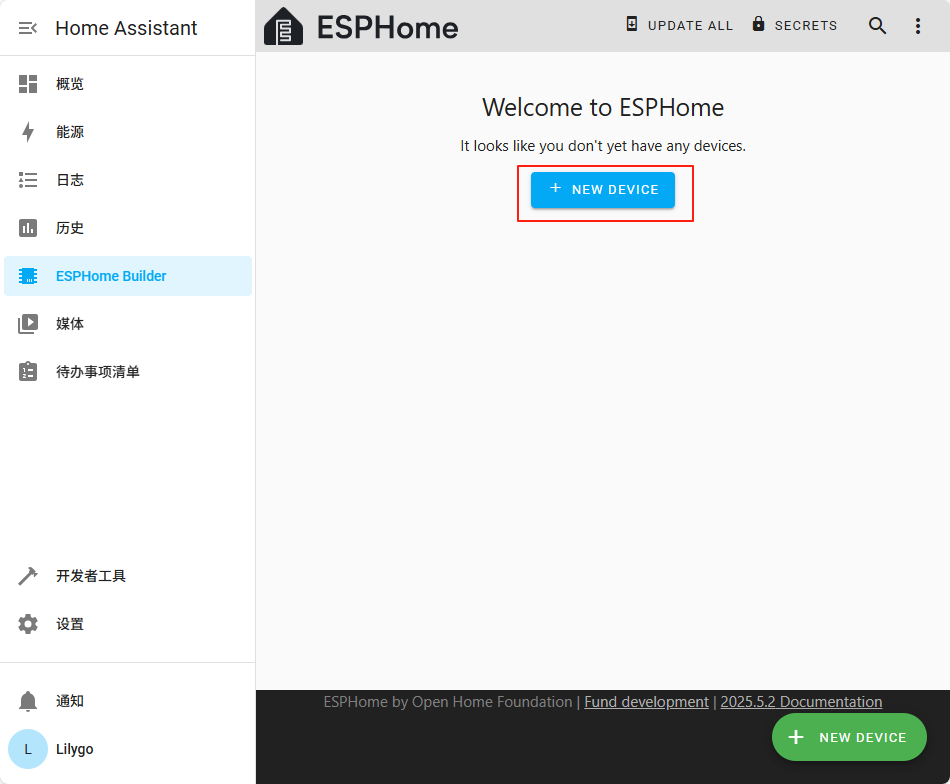 Home Assistant
概览
能源
日志
历史
ESPHome Builder
媒体
待办事项清单
开发者工具
设置
通知
L
Lilygo
ESPHome
UPDATE ALL
SECRETS
Welcome to ESPHome
It looks like you don't yet have any devices.
NEW DEVICE
ESPHome by Open Home Foundation | Fund development | 2025.5.2 Documentation
NEW DEVICE